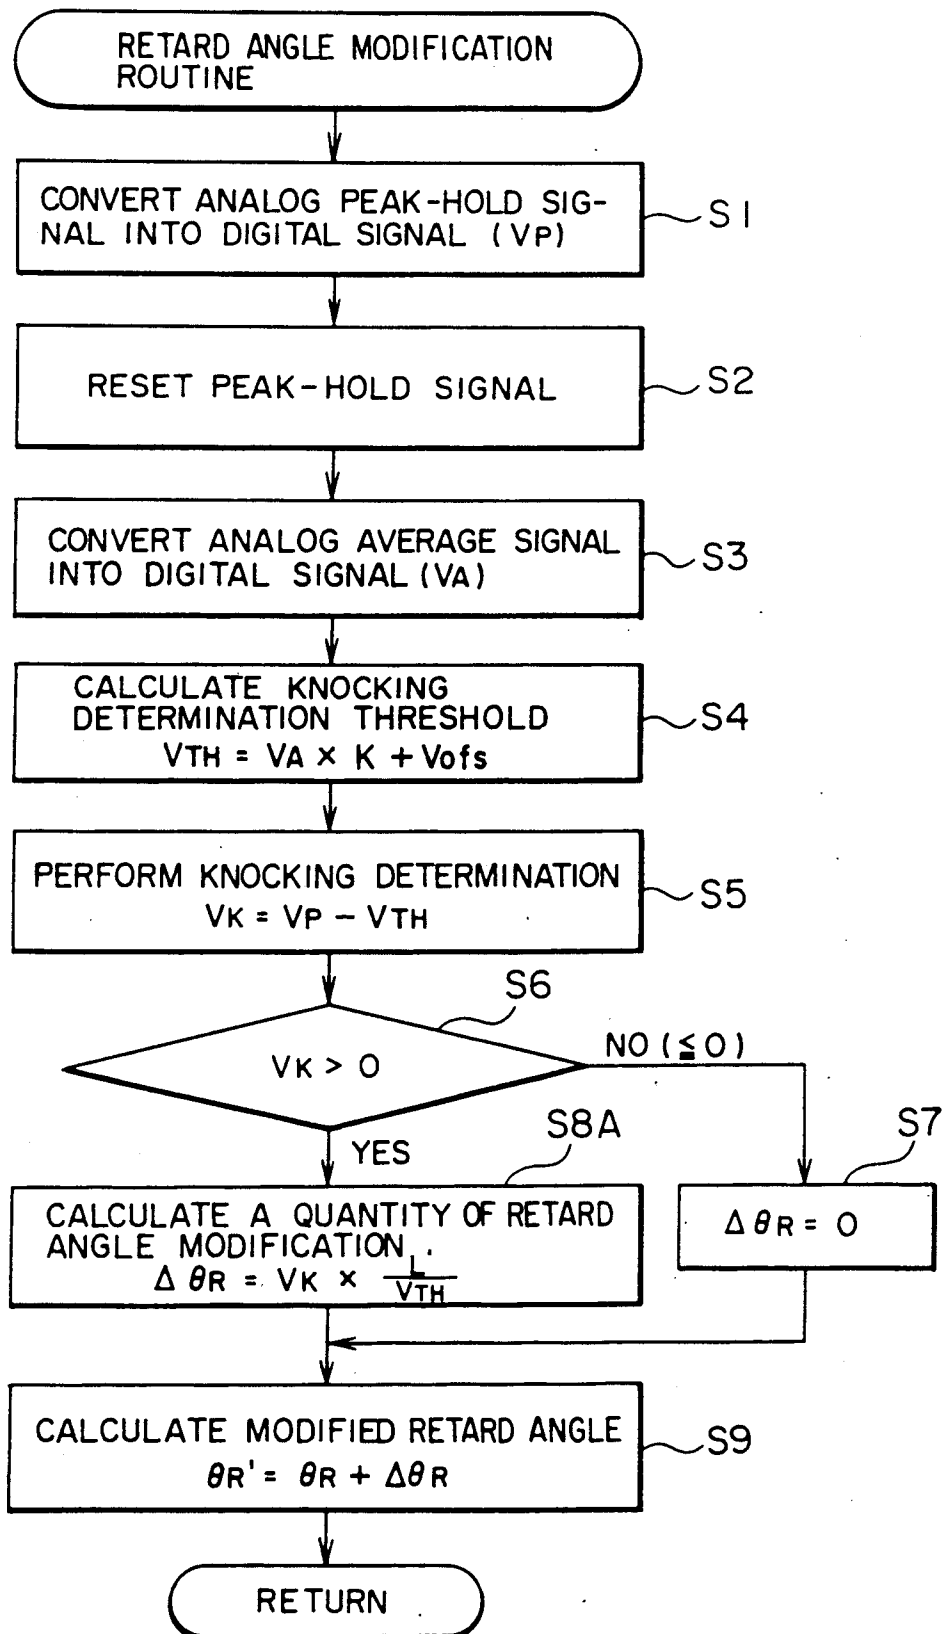 RETARD ANGLE MODIFICATION
ROUTINE
CONVERT ANALOG PEAK-HOLD SIG-
NAL INTO DIGITAL SIGNAL (VP)
S1
RESET PEAK-HOLD SIGNAL
S2
CONVERT ANALOG AVERAGE SIGNAL
INTO DIGITAL SIGNAL (VA)
S3
CALCULATE KNOCKING
DETERMINATION THRESHOLD
VTH = VA × K + Vofs
S4
PERFORM KNOCKING DETERMINATION
VK = VP - VTH
S5
S6
VK > 0
NO (≦0)
YES
S8A
S7
CALCULATE A QUANTITY OF RETARD
ANGLE MODIFICATION
ΔθR = VK × L/VTH
ΔθR = 0
CALCULATE MODIFIED RETARD ANGLE
θR' = θR + ΔθR
S9
RETURN